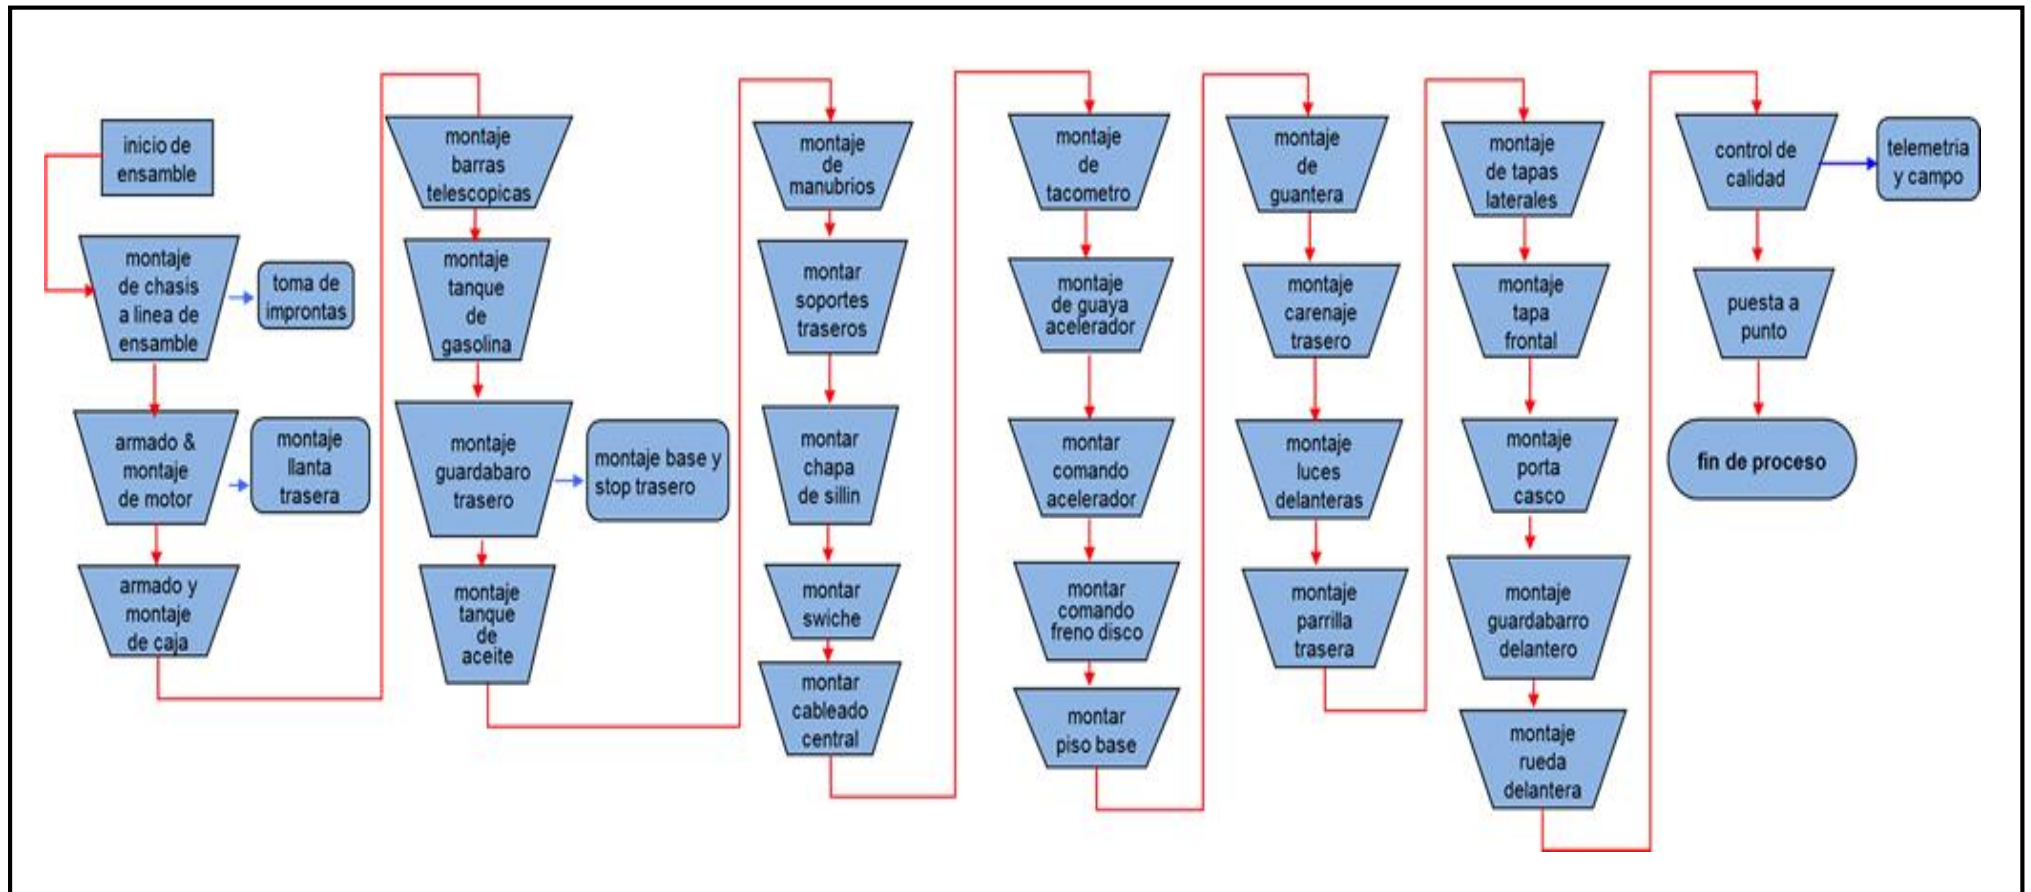 inicio de
ensamble
montaje
de chasis
a linea de
ensamble
toma de
improntas
armado &
montaje
de motor
montaje
llanta
trasera
armado y
montaje
de caja
montaje
barras
telescopicas
montaje
tanque
de
gasolina
montaje
guardabaro
trasero
montaje base y
stop trasero
montaje
tanque
de
aceite
montaje
de
manubrios
montar
soportes
traseros
montar
chapa
de sillin
montar
swiche
montar
cableado
central
montaje
de
tacometro
montaje
de guaya
acelerador
montar
comando
acelerador
montar
comando
freno disco
montar
piso base
montaje
de
guantera
montaje
carenaje
trasero
montaje
luces
delanteras
montaje
parrilla
trasera
montaje
de tapas
laterales
montaje
tapa
frontal
montaje
porta
casco
montaje
guardabarro
delantero
montaje
rueda
delantera
control de
calidad
telemetria
y campo
puesta a
punto
fin de proceso